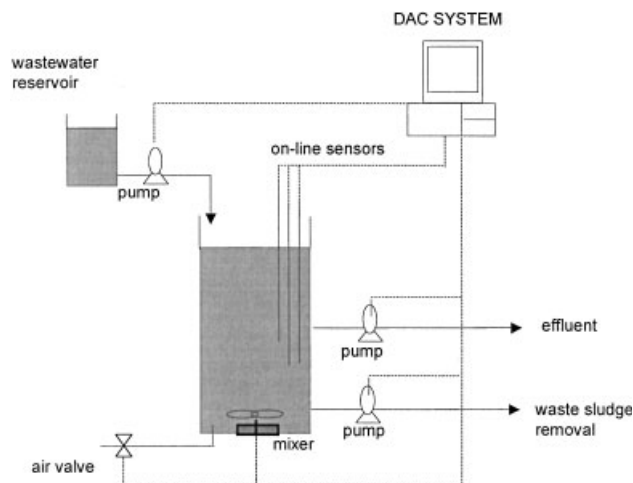 DAC SYSTEM
wastewater
reservoir
on-line sensors
pump
pump
effluent
pump
waste sludge
removal
mixer
air valve